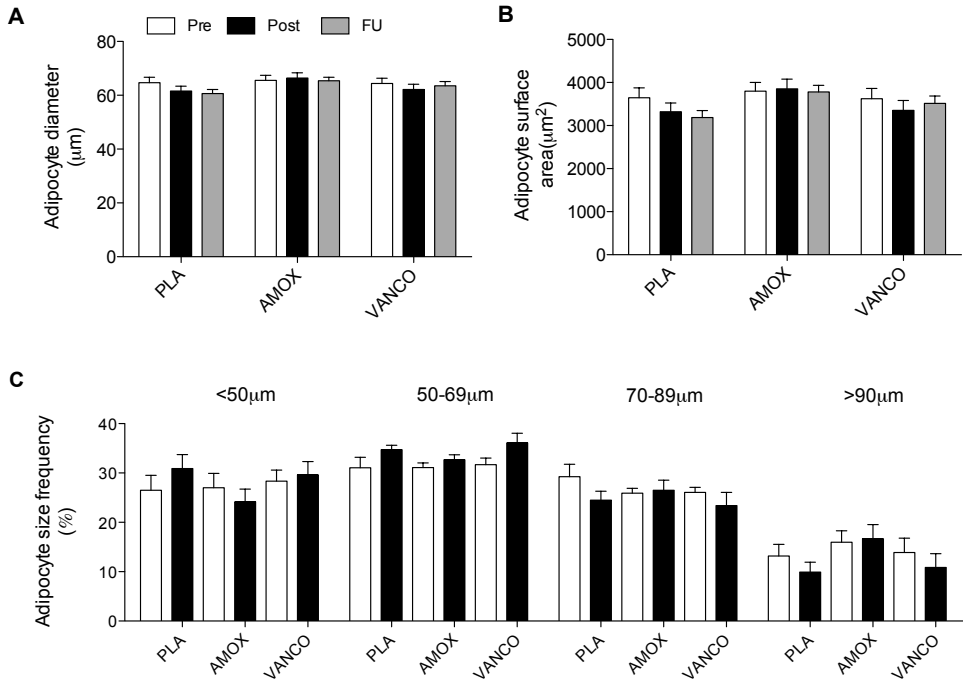 A
Pre Post FU
80
60
40
20
0
Adipocyte diameter
(μm)
PLA
AMOX
VANCO
B
5000
4000
3000
2000
1000
0
Adipocyte surface
area(μm²)
PLA
AMOX
VANCO
C
<50μm 50-69μm 70-89μm >90μm
40
30
20
10
0
Adipocyte size frequency
(%)
PLA
AMOX
VANCO
PLA
AMOX
VANCO
PLA
AMOX
VANCO
PLA
AMOX
VANCO